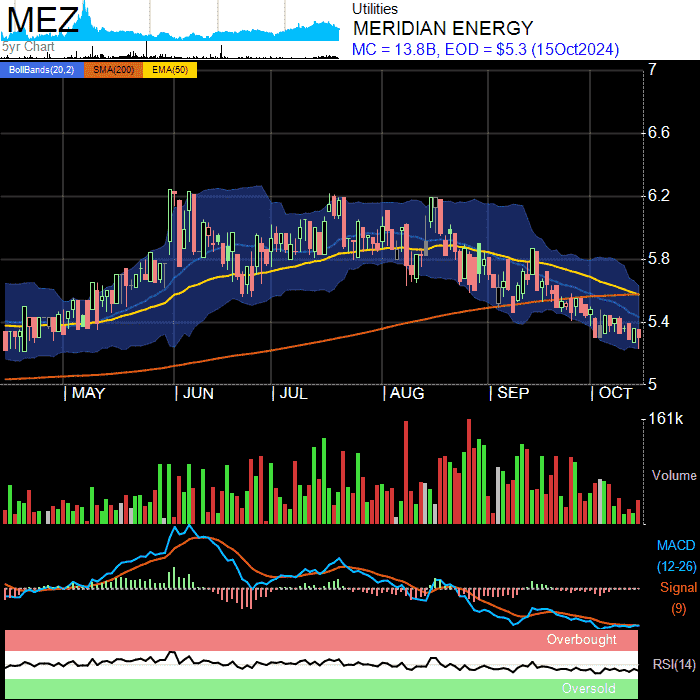 MEZ
5yr Chart
Utilities
MERIDIAN ENERGY
MC = 13.8B, EOD = $5.3 (15Oct2024)
BollBands(20,2) SMA(200) EMA(50)
7
6.6
6.2
5.8
5.4
5
MAY JUN JUL AUG SEP OCT
161k
Volume
MACD
(12-26)
Signal
(9)
Overbought
RSI(14)
Oversold